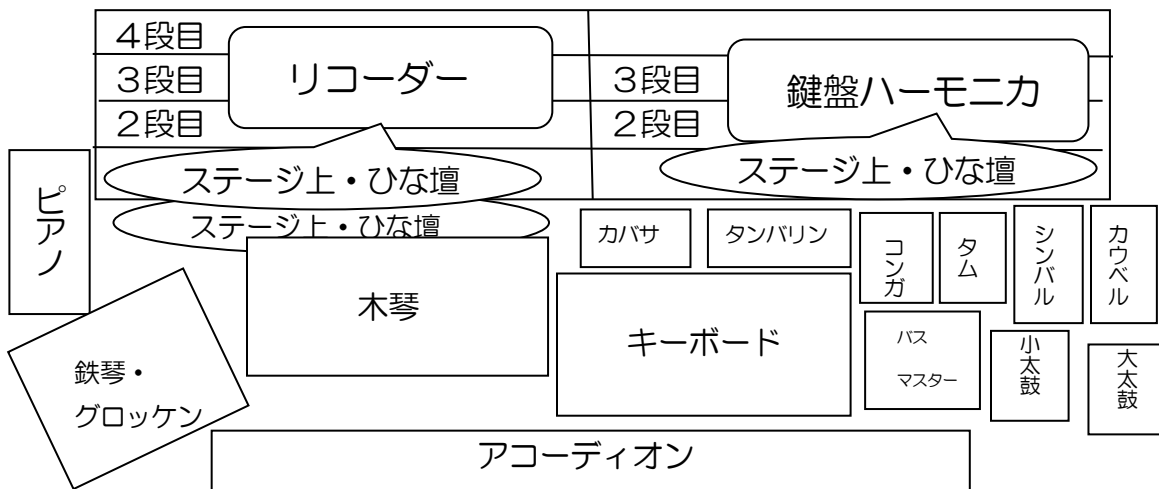 4段目
リコーダー
3段目
3段目
鍵盤ハーモニカ
2段目
2段目
ステージ上・ひな壇
ステージ上・ひな壇
ピアノ
ステージ上・ひな壇
カバサ
タンバリン
コンガ
タム
シンバル
カウベル
木琴
キーボード
バス
マスター
小太鼓
大太鼓
鉄琴・
グロッケン
アコーディオン